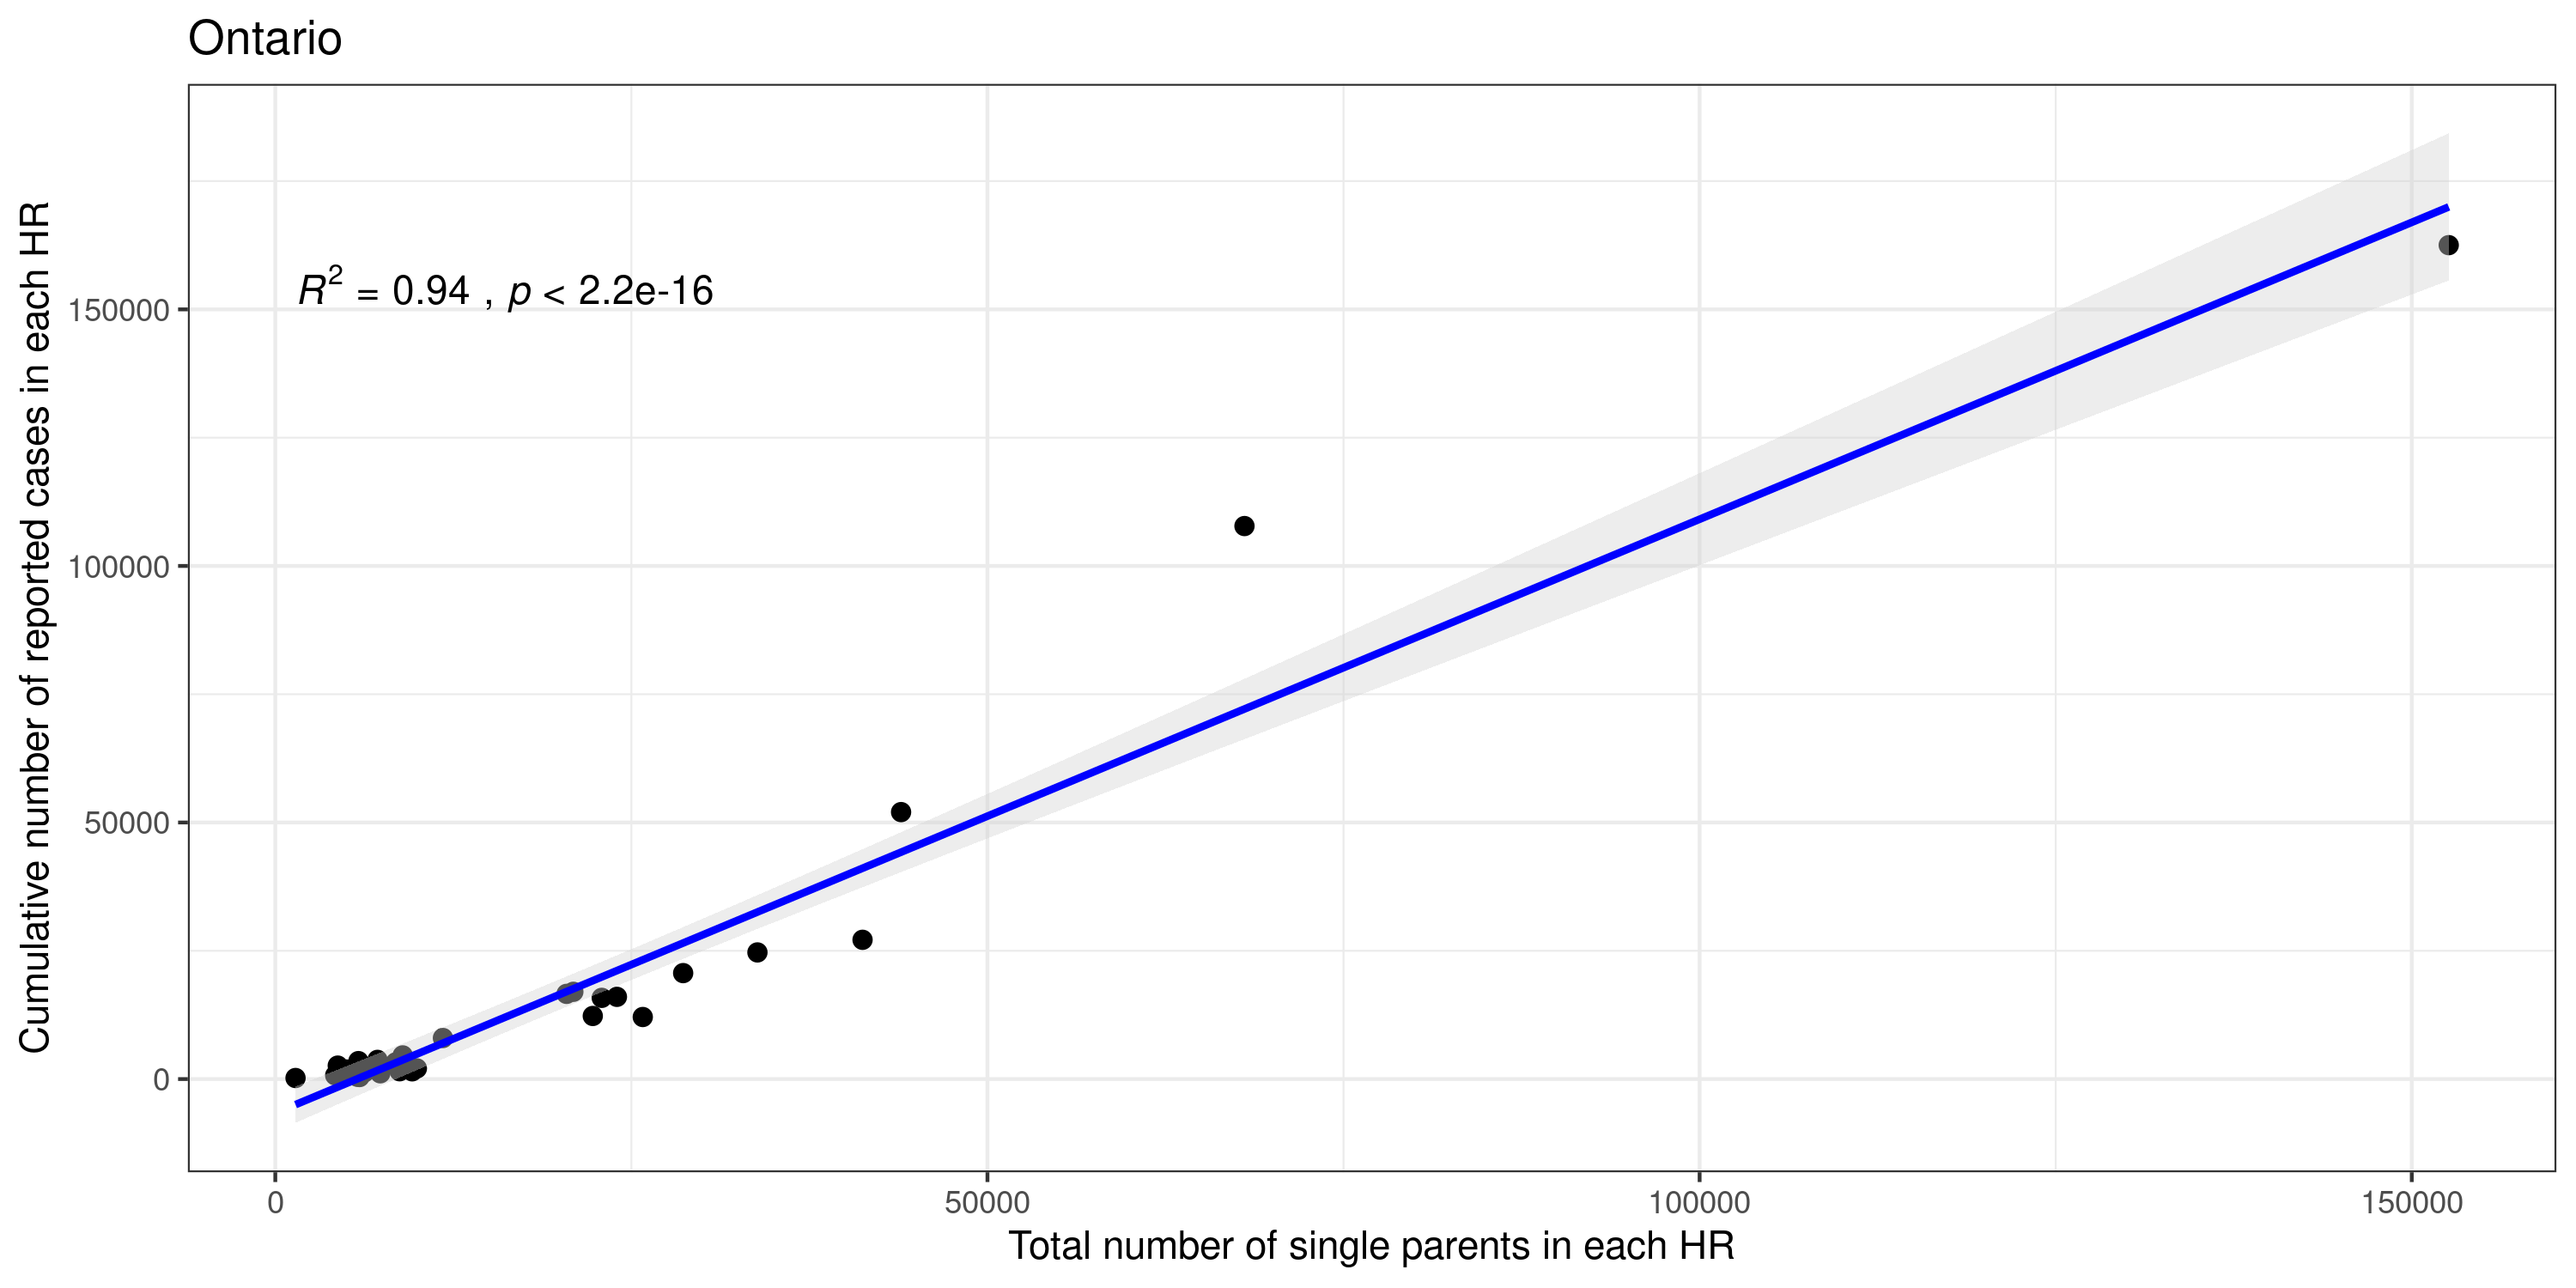 Ontario
Cumulative number of reported cases in each HR
R² = 0.94 , p < 2.2e-16
150000
100000
50000
0
0 50000 100000 150000
Total number of single parents in each HR